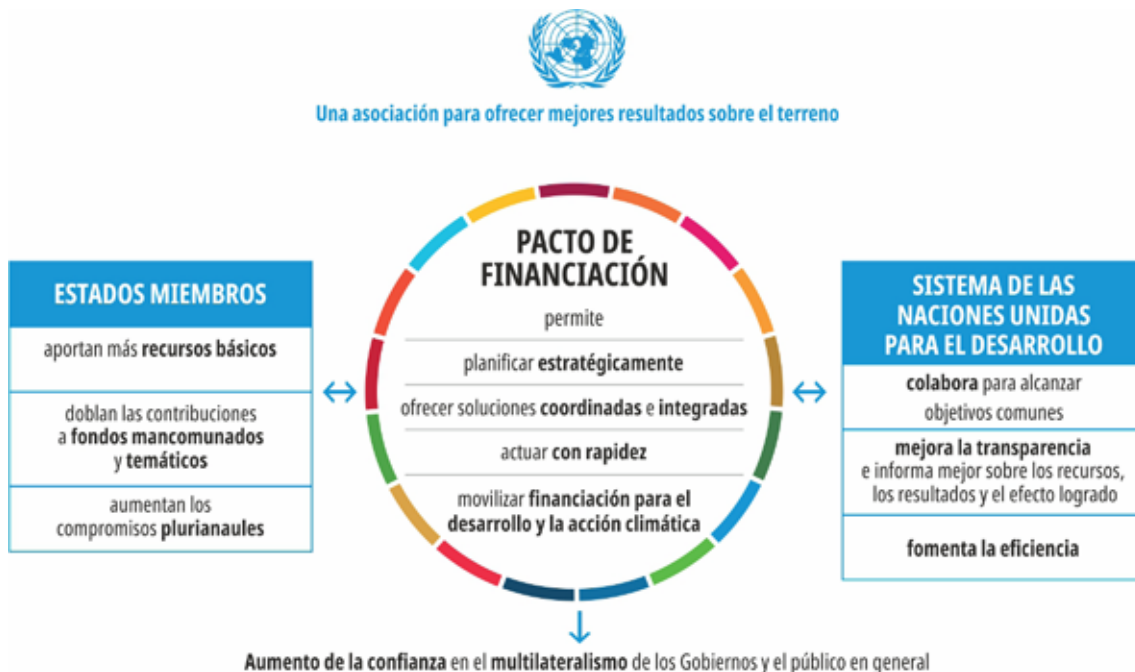 Una asociación para ofrecer mejores resultados sobre el terreno
ESTADOS MIEMBROS
aportan más recursos básicos
doblan las contribuciones
a fondos mancomunados
y temáticos
aumentan los
compromisos plurianaules
PACTO DE
FINANCIACIÓN
permite
planificar estratégicamente
ofrecer soluciones coordinadas e integradas
actuar con rapidez
movilizar financiación para el
desarrollo y la acción climática
SISTEMA DE LAS
NACIONES UNIDAS
PARA EL DESARROLLO
colabora para alcanzar
objetivos comunes
mejora la transparencia
e informa mejor sobre los recursos,
los resultados y el efecto logrado
fomenta la eficiencia
Aumento de la confianza en el multilateralismo de los Gobiernos y el público en general